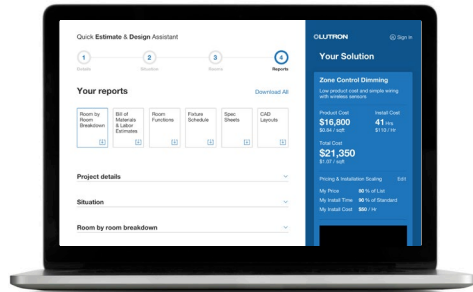 Quick Estimate & Design Assistant
1
2
3
4
Details
Situation
Rooms
Reports
Your reports
Download All
Room by
Room
Breakdown
Bill of
Materials
& Labor
Estimates
Room
Functions
Fixture
Schedule
Spec
Sheets
CAD
Layouts
Project details
Situation
Room by room breakdown
LUTRON
Sign In
Your Solution
Zone Control
Dimming
Low product cost and simple wiring
with wireless sensors
Product Cost
Install Cost
$16,800
41 Hrs
$0.84 / sqft
$110 / Hr
Total Cost
$21,350
$1.07 / sqft
Pricing & Installation Scaling
Edit
My Price 80 % of List
My Install Time 90 % of Standard
My Install Cost $80 / Hr